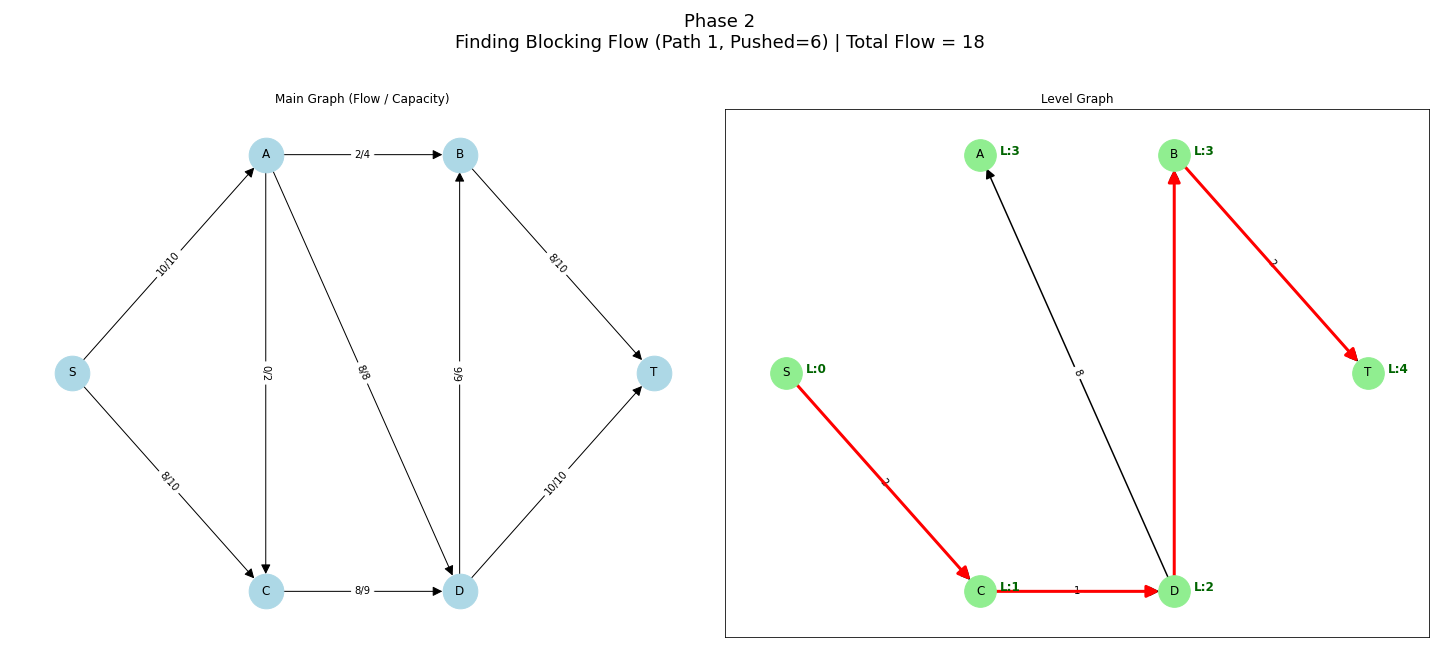 Phase 2
Finding Blocking Flow (Path 1, Pushed=6) | Total Flow = 18
Main Graph (Flow / Capacity)
A
2/4
B
10/10
8/10
S
0/2
8/8
6/6
T
8/10
10/10
C
8/9
D
Level Graph
A
L:3
B
L:3
2
S
L:0
8
T
L:4
2
C
L:1
1
D
L:2